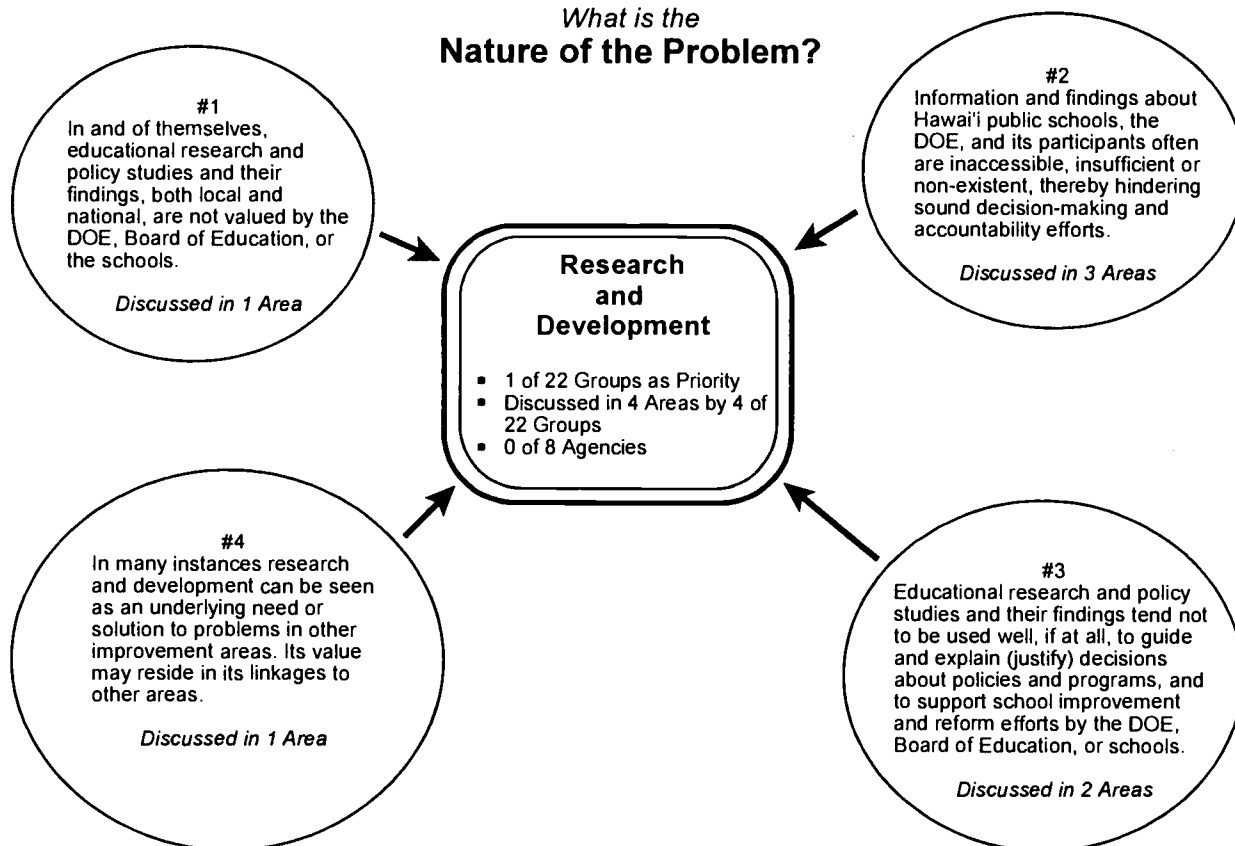 What is the
Nature of the Problem?
#1
In and of themselves,
educational research and
policy studies and their
findings, both local and
national, are not valued by the
DOE, Board of Education, or
the schools.
Discussed in 1 Area
#2
Information and findings about
Hawai'i public schools, the
DOE, and its participants often
are inaccessible, insufficient or
non-existent, thereby hindering
sound decision-making and
accountability efforts.
Discussed in 3 Areas
Research
and
Development
▪ 1 of 22 Groups as Priority
▪ Discussed in 4 Areas by 4 of
22 Groups
▪ 0 of 8 Agencies
#4
In many instances research
and development can be seen
as an underlying need or
solution to problems in other
improvement areas. Its value
may reside in its linkages to
other areas.
Discussed in 1 Area
#3
Educational research and policy
studies and their findings tend not
to be used well, if at all, to guide
and explain (justify) decisions
about policies and programs, and
to support school improvement
and reform efforts by the DOE,
Board of Education, or schools.
Discussed in 2 Areas